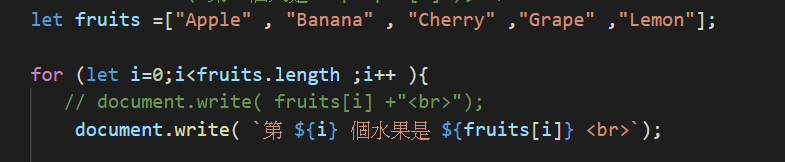 let fruits =["Apple" , "Banana" , "Cherry" ,"Grape" ,"Lemon"];
for (let i=0;i<fruits.length ;i++ ){
// document.write( fruits[i] +"<br>");
document.write( `第 ${i} 個水果是 ${fruits[i]} <br>`);